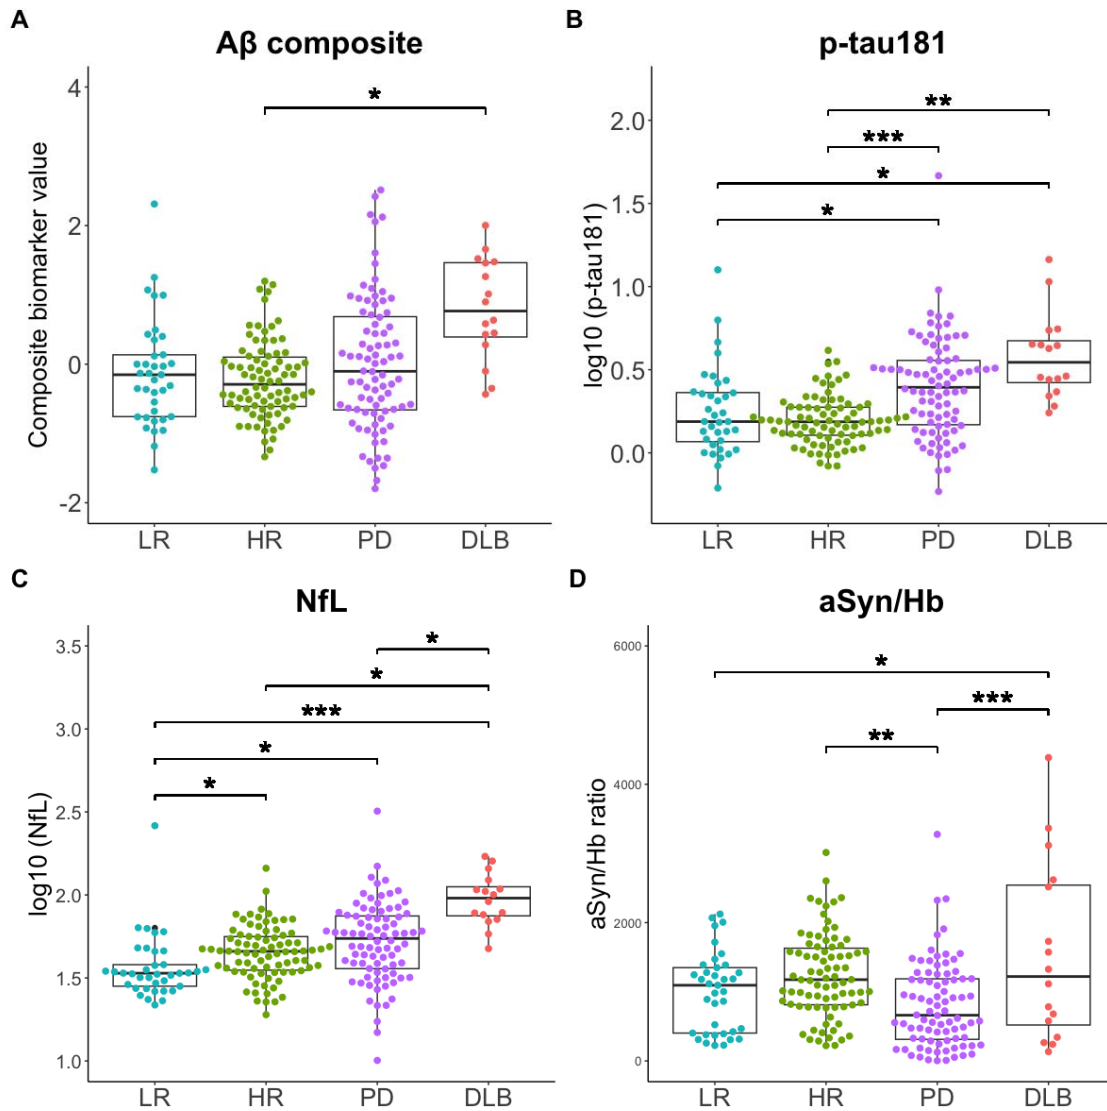 A
Aβ composite
Composite biomarker value
4
2
0
-2
*
LR HR PD DLB
B
p-tau181
log10 (p-tau181)
2.0
1.5
1.0
0.5
0.0
**
***
*
*
LR HR PD DLB
C
NfL
log10 (NfL)
3.5
3.0
2.5
2.0
1.5
1.0
*
*
***
*
*
LR HR PD DLB
D
aSyn/Hb
aSyn/Hb ratio
6000
4000
2000
0
*
***
**
LR HR PD DLB